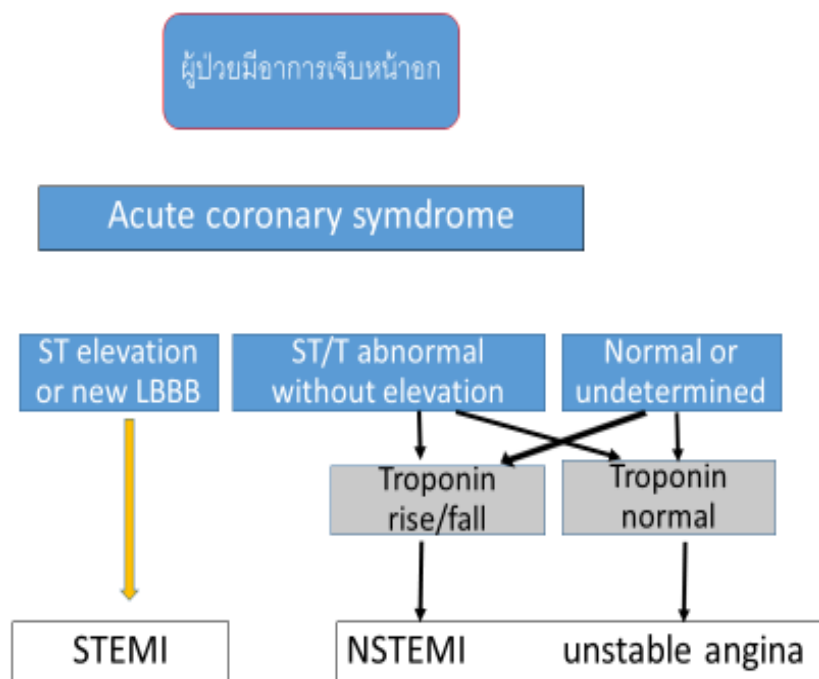 ผู้ป่วยมีอาการเจ็บหน้าอก
Acute coronary symdrome
ST elevation
or new LBBB
ST/T abnormal
without elevation
Normal or
undetermined
Troponin
rise/fall
Troponin
normal
STEMI
NSTEMI
unstable angina